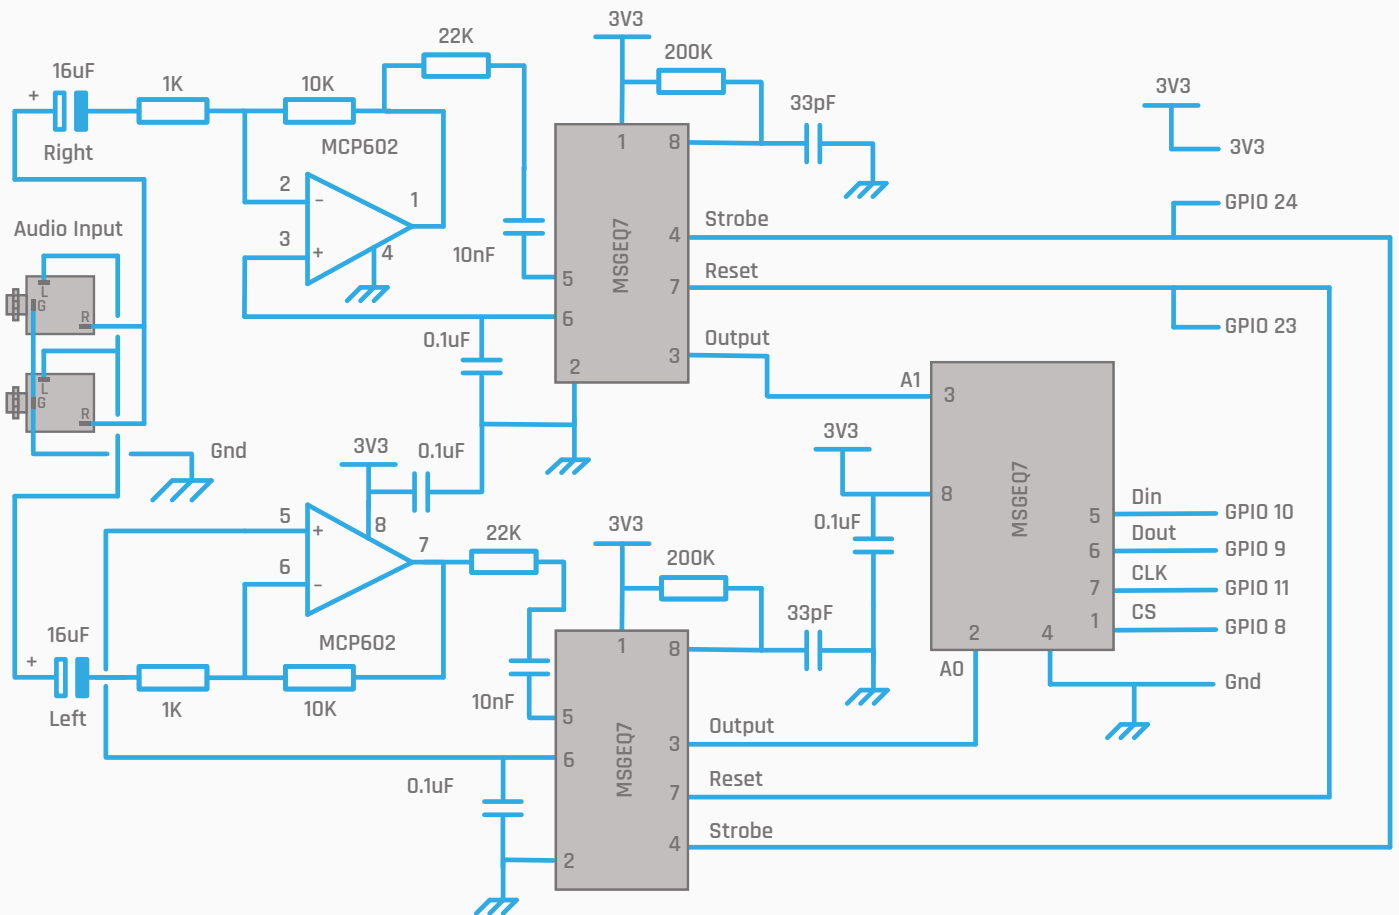 3V3
22K
200K
16uF
1K
10K
33pF
3V3
+
MCP602
1
8
3V3
Right
2
−
1
GPIO 24
Audio Input
3
+
4
10nF
MSGEQ7
Strobe
4
Reset
7
L
G
R
5
6
GPIO 23
0.1uF
Output
3
2
A1
3
L
G
R
3V3
0.1uF
Gnd
3V3
8
MSGEQ7
Din
5
GPIO 10
0.1uF
Dout
6
GPIO 9
CLK
7
GPIO 11
CS
1
GPIO 8
2
4
A0
Gnd
5
+
8
7
22K
3V3
200K
6
−
33pF
16uF
+
MCP602
1
8
Left
1K
10K
10nF
5
MSGEQ7
Output
3
6
0.1uF
Reset
7
Strobe
4
2